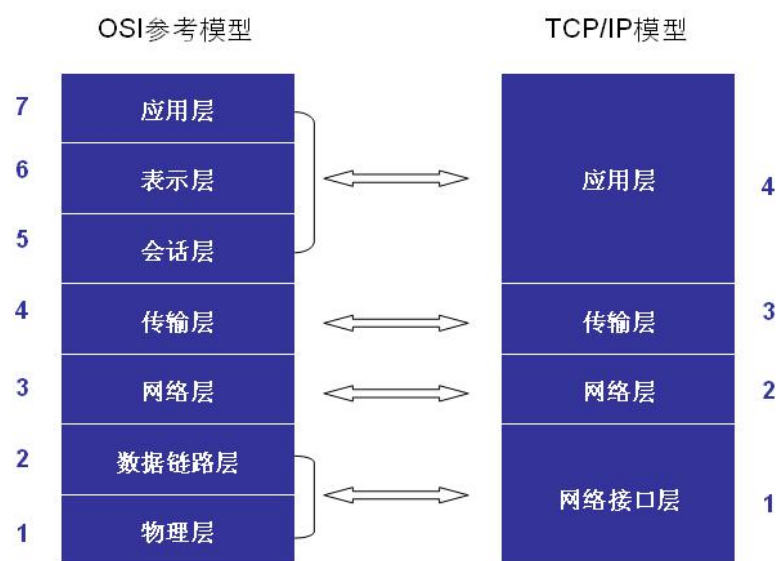 OSI参考模型
TCP/IP模型
7
应用层
6
表示层
5
会话层
4
传输层
3
网络层
2
数据链路层
1
物理层
应用层
4
传输层
3
网络层
2
网络接口层
1